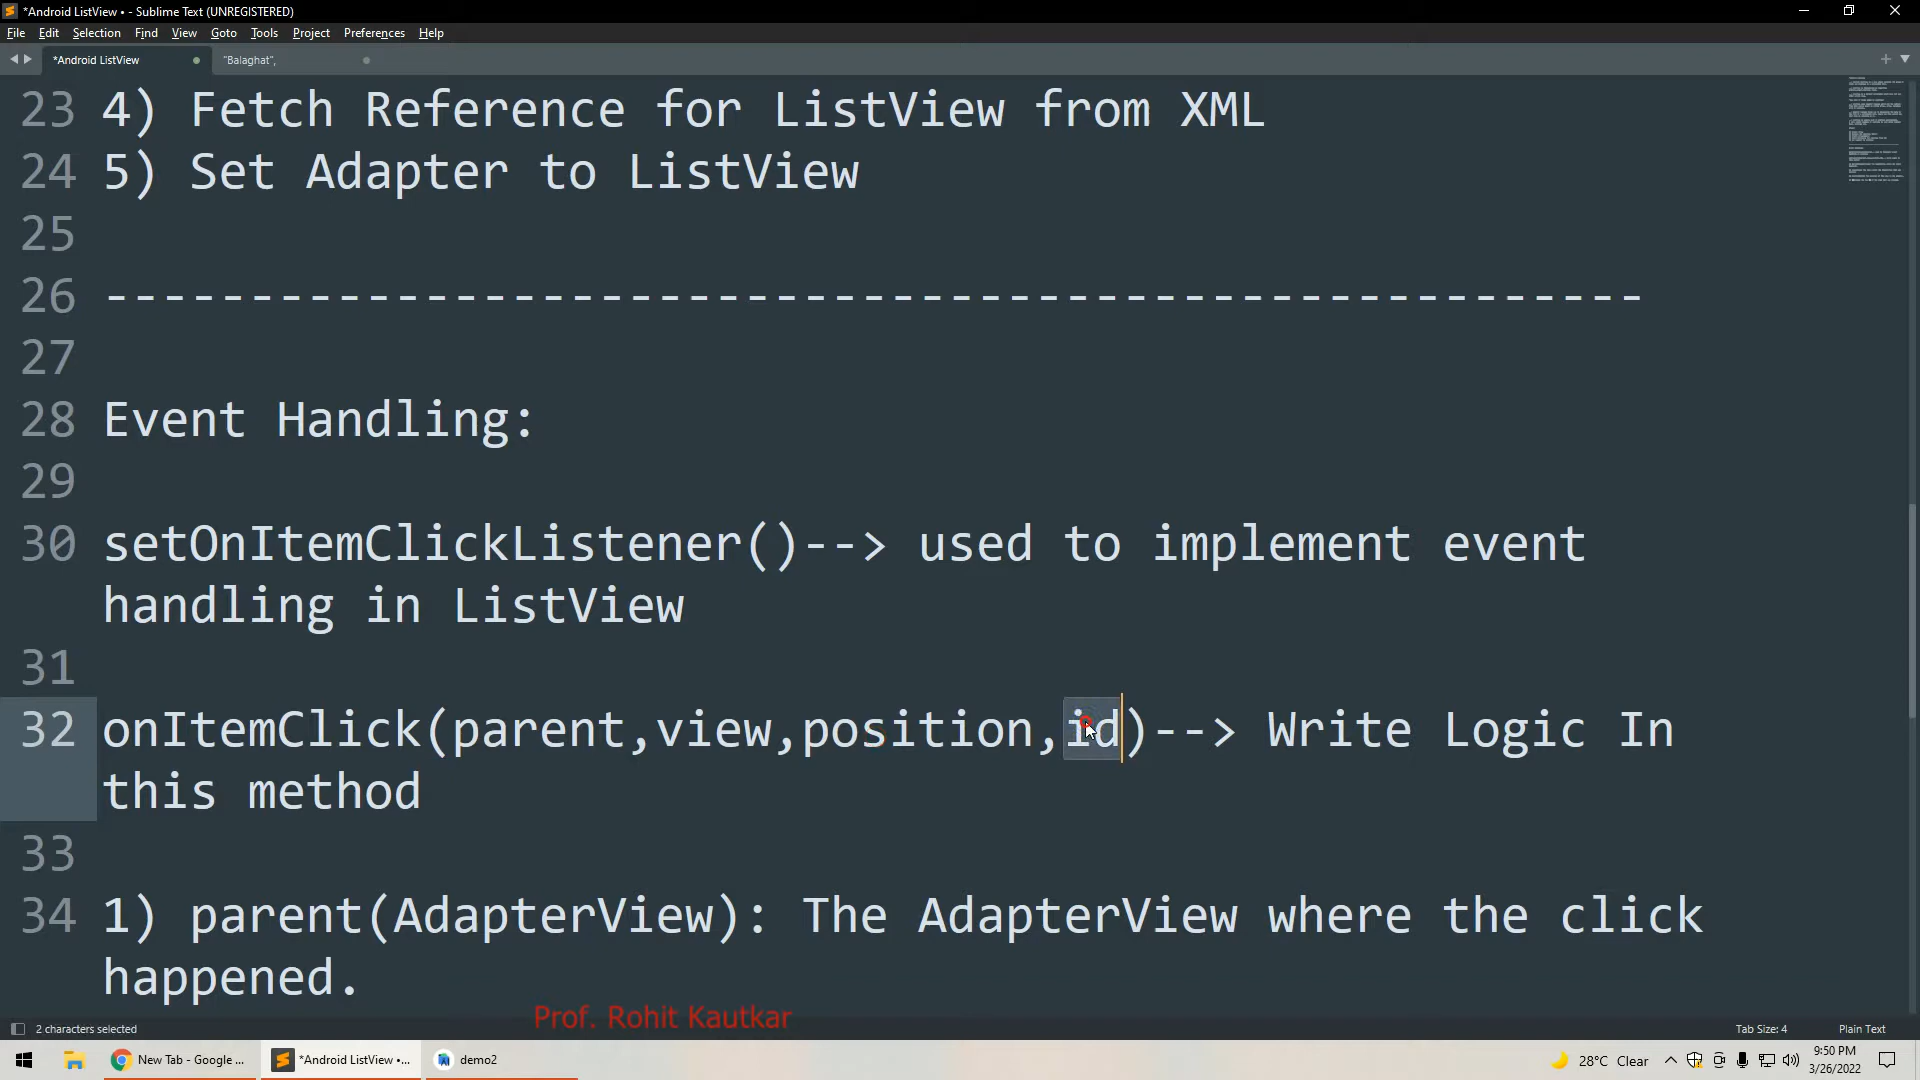 *Android ListView • - Sublime Text (UNREGISTERED)
File Edit Selection Find View Goto Tools Project Preferences Help
*Android ListView "Balaghat",
23 4) Fetch Reference for ListView from XML
24 5) Set Adapter to ListView
25
26 -----------------------------------------------------
27
28 Event Handling:
29
30 setOnItemClickListener()--> used to implement event
handling in ListView
31
32 onItemClick(parent,view,position,id)--> Write Logic In
this method
33
34 1) parent(AdapterView): The AdapterView where the click
happened.
Prof. Rohit Kautkar
2 characters selected Tab Size: 4 Plain Text
New Tab - Google ... *Android ListView •... demo2 28°C Clear 9:50 PM
3/26/2022